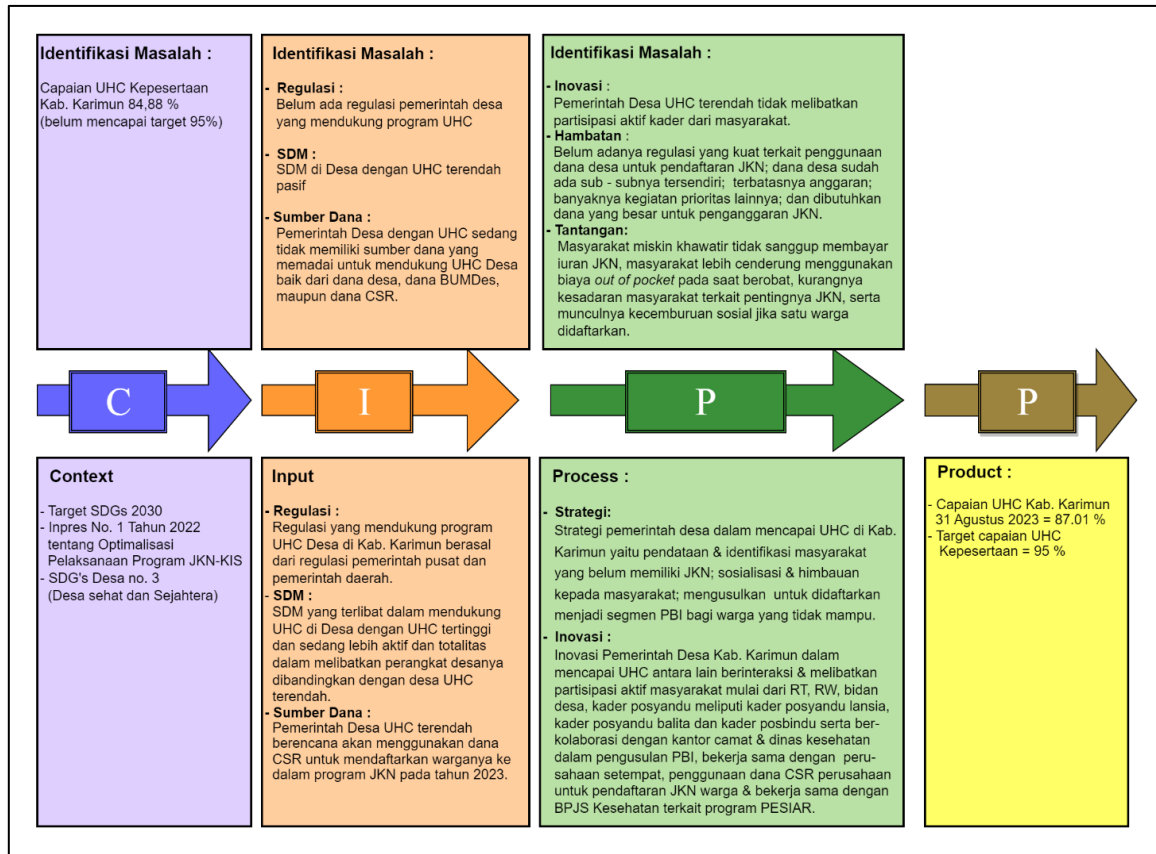 Identifikasi Masalah :
Capaian UHC Kepesertaan
Kab. Karimun 84,88 %
(belum mencapai target 95%)
Identifikasi Masalah :
- Regulasi :
Belum ada regulasi pemerintah desa
yang mendukung program UHC
- SDM :
SDM di Desa dengan UHC terendah
pasif
- Sumber Dana :
Pemerintah Desa dengan UHC sedang
tidak memiliki sumber dana yang
memadai untuk mendukung UHC Desa
baik dari dana desa, dana BUMDes,
maupun dana CSR.
Identifikasi Masalah :
- Inovasi :
Pemerintah Desa UHC terendah tidak melibatkan
partisipasi aktif kader dari masyarakat.
- Hambatan :
Belum adanya regulasi yang kuat terkait penggunaan
dana desa untuk pendaftaran JKN; dana desa sudah
ada sub - subnya tersendiri; terbatasnya anggaran;
banyaknya kegiatan prioritas lainnya; dan dibutuhkan
dana yang besar untuk penganggaran JKN.
- Tantangan:
Masyarakat miskin khawatir tidak sanggup membayar
iuran JKN, masyarakat lebih cenderung menggunakan
biaya out of pocket pada saat berobat, kurangnya
kesadaran masyarakat terkait pentingnya JKN, serta
munculnya kecemburuan sosial jika satu warga
didaftarkan.
C
I
P
P
Context
- Target SDGs 2030
- Inpres No. 1 Tahun 2022
tentang Optimalisasi
Pelaksanaan Program JKN-KIS
- SDG's Desa no. 3
(Desa sehat dan Sejahtera)
Input
- Regulasi :
Regulasi yang mendukung program
UHC Desa di Kab. Karimun berasal
dari regulasi pemerintah pusat dan
pemerintah daerah.
- SDM :
SDM yang terlibat dalam mendukung
UHC di Desa dengan UHC tertinggi
dan sedang lebih aktif dan totalitas
dalam melibatkan perangkat desanya
dibandingkan dengan desa UHC
terendah.
- Sumber Dana :
Pemerintah Desa UHC terendah
berencana akan menggunakan dana
CSR untuk mendaftarkan warganya ke
dalam program JKN pada tahun 2023.
Process :
- Strategi:
Strategi pemerintah desa dalam mencapai UHC di Kab.
Karimun yaitu pendataan & identifikasi masyarakat
yang belum memiliki JKN; sosialisasi & himbauan
kepada masyarakat; mengusulkan untuk didaftarkan
menjadi segmen PBI bagi warga yang tidak mampu.
- Inovasi :
Inovasi Pemerintah Desa Kab. Karimun dalam
mencapai UHC antara lain berinteraksi & melibatkan
partisipasi aktif masyarakat mulai dari RT, RW, bidan
desa, kader posyandu meliputi kader posyandu lansia,
kader posyandu balita dan kader posbindu serta ber-
kolaborasi dengan kantor camat & dinas kesehatan
dalam pengusulan PBI, bekerja sama dengan peru-
sahaan setempat, penggunaan dana CSR perusahaan
untuk pendaftaran JKN warga & bekerja sama dengan
BPJS Kesehatan terkait program PESIAR.
Product :
- Capaian UHC Kab. Karimun
31 Agustus 2023 = 87.01 %
- Target capaian UHC
Kepesertaan = 95 %